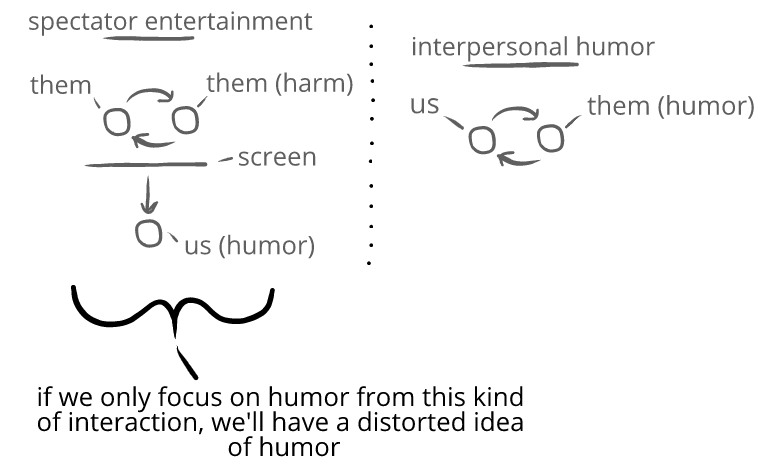 spectator entertainment
them
them (harm)
screen
us (humor)
interpersonal humor
us
them (humor)
if we only focus on humor from this kind
of interaction, we'll have a distorted idea
of humor